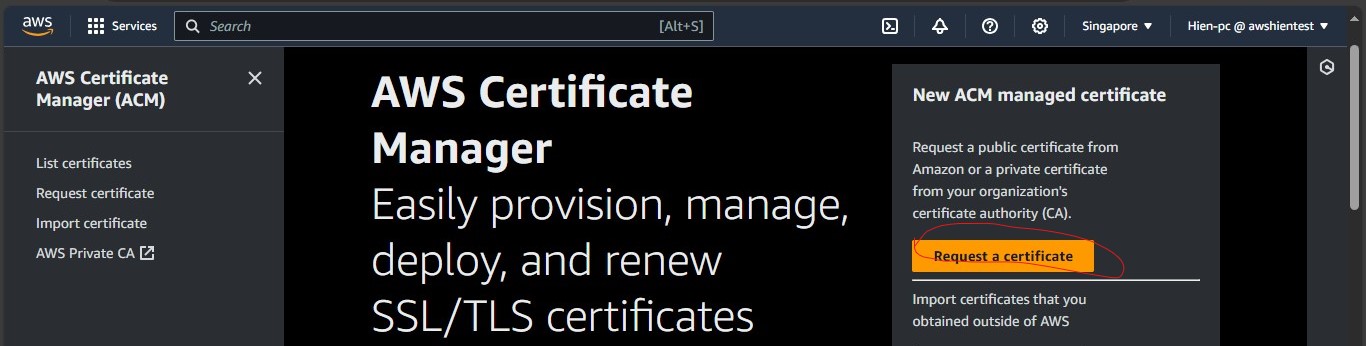 aws
Services
Search
[Alt+S]
Singapore
Hien-pc @ awshientest
AWS Certificate
Manager (ACM)
List certificates
Request certificate
Import certificate
AWS Private CA
AWS Certificate
Manager
Easily provision, manage,
deploy, and renew
SSL/TLS certificates
New ACM managed certificate
Request a public certificate from
Amazon or a private certificate
from your organization's
certificate authority (CA).
Request a certificate
Import certificates that you
obtained outside of AWS